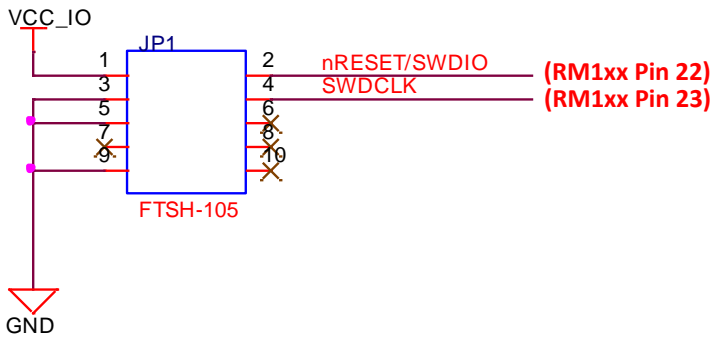 VCC_IO
JP1
1 2 nRESET/SWDIO (RM1xx Pin 22)
3 4 SWDCLK (RM1xx Pin 23)
5 6
7 8
9 10
FTSH-105
GND